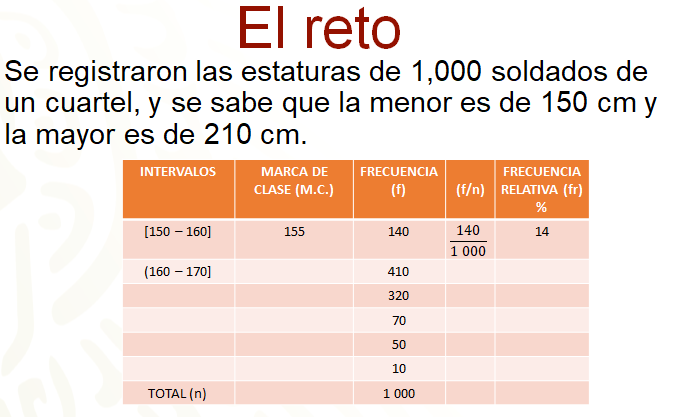 El reto
Se registraron las estaturas de 1,000 soldados de
un cuartel, y se sabe que la menor es de 150 cm y
la mayor es de 210 cm.
INTERVALOS MARCA DE CLASE (M.C.) FRECUENCIA (f) (f/n) FRECUENCIA RELATIVA (fr) %
[150 – 160] 155 140 140/1 000 14
(160 – 170] 410
320
70
50
10
TOTAL (n) 1 000